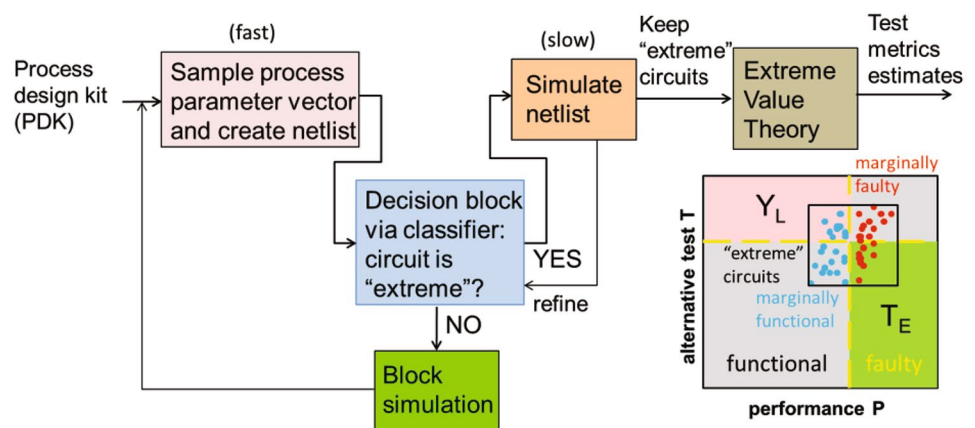 Process
design kit
(PDK)
(fast)
Sample process
parameter vector
and create netlist
Decision block
via classifier:
circuit is
“extreme”?
YES
NO
refine
Block
simulation
(slow)
Simulate
netlist
Keep
“extreme”
circuits
Extreme
Value
Theory
Test
metrics
estimates
marginally
faulty
Y_L
“extreme”
circuits
marginally
functional
T_E
functional
faulty
alternative test T
performance P